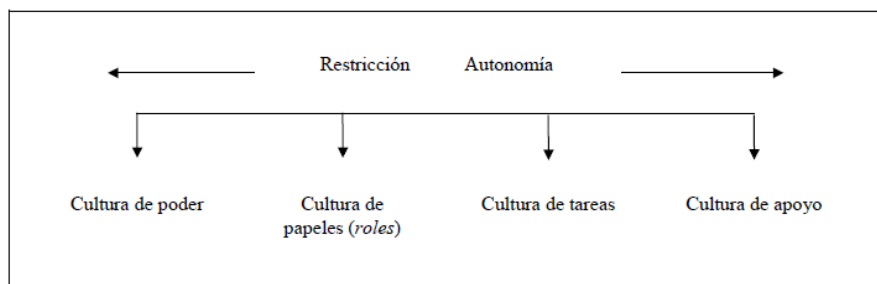 Restricción Autonomía
Cultura de poder Cultura de Cultura de tareas Cultura de apoyo
papeles (roles)